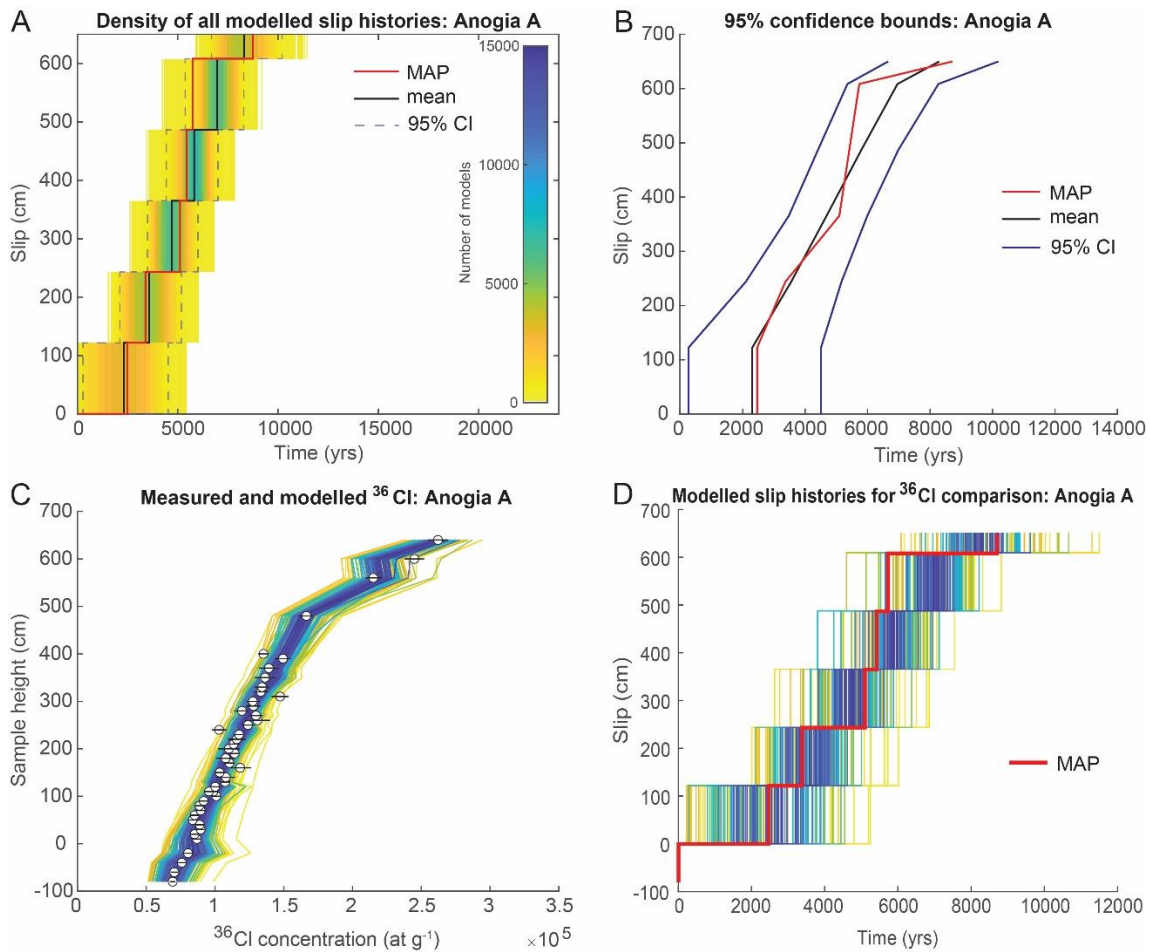 A
Density of all modelled slip histories: Anogia A
600
500
400
300
200
100
0
Slip (cm)
MAP
mean
95% CI
15000
10000
5000
0
Number of models
0
5000
10000
15000
20000
Time (yrs)
B
95% confidence bounds: Anogia A
700
600
500
400
300
200
100
0
Slip (cm)
MAP
mean
95% CI
0
2000
4000
6000
8000
10000
12000
14000
Time (yrs)
C
Measured and modelled ³⁶Cl: Anogia A
700
600
500
400
300
200
100
0
-100
Sample height (cm)
0
0.5
1
1.5
2
2.5
3
3.5
³⁶Cl concentration (at g⁻¹)
×10⁵
D
Modelled slip histories for ³⁶Cl comparison: Anogia A
700
600
500
400
300
200
100
0
-100
Slip (cm)
MAP
0
2000
4000
6000
8000
10000
12000
Time (yrs)